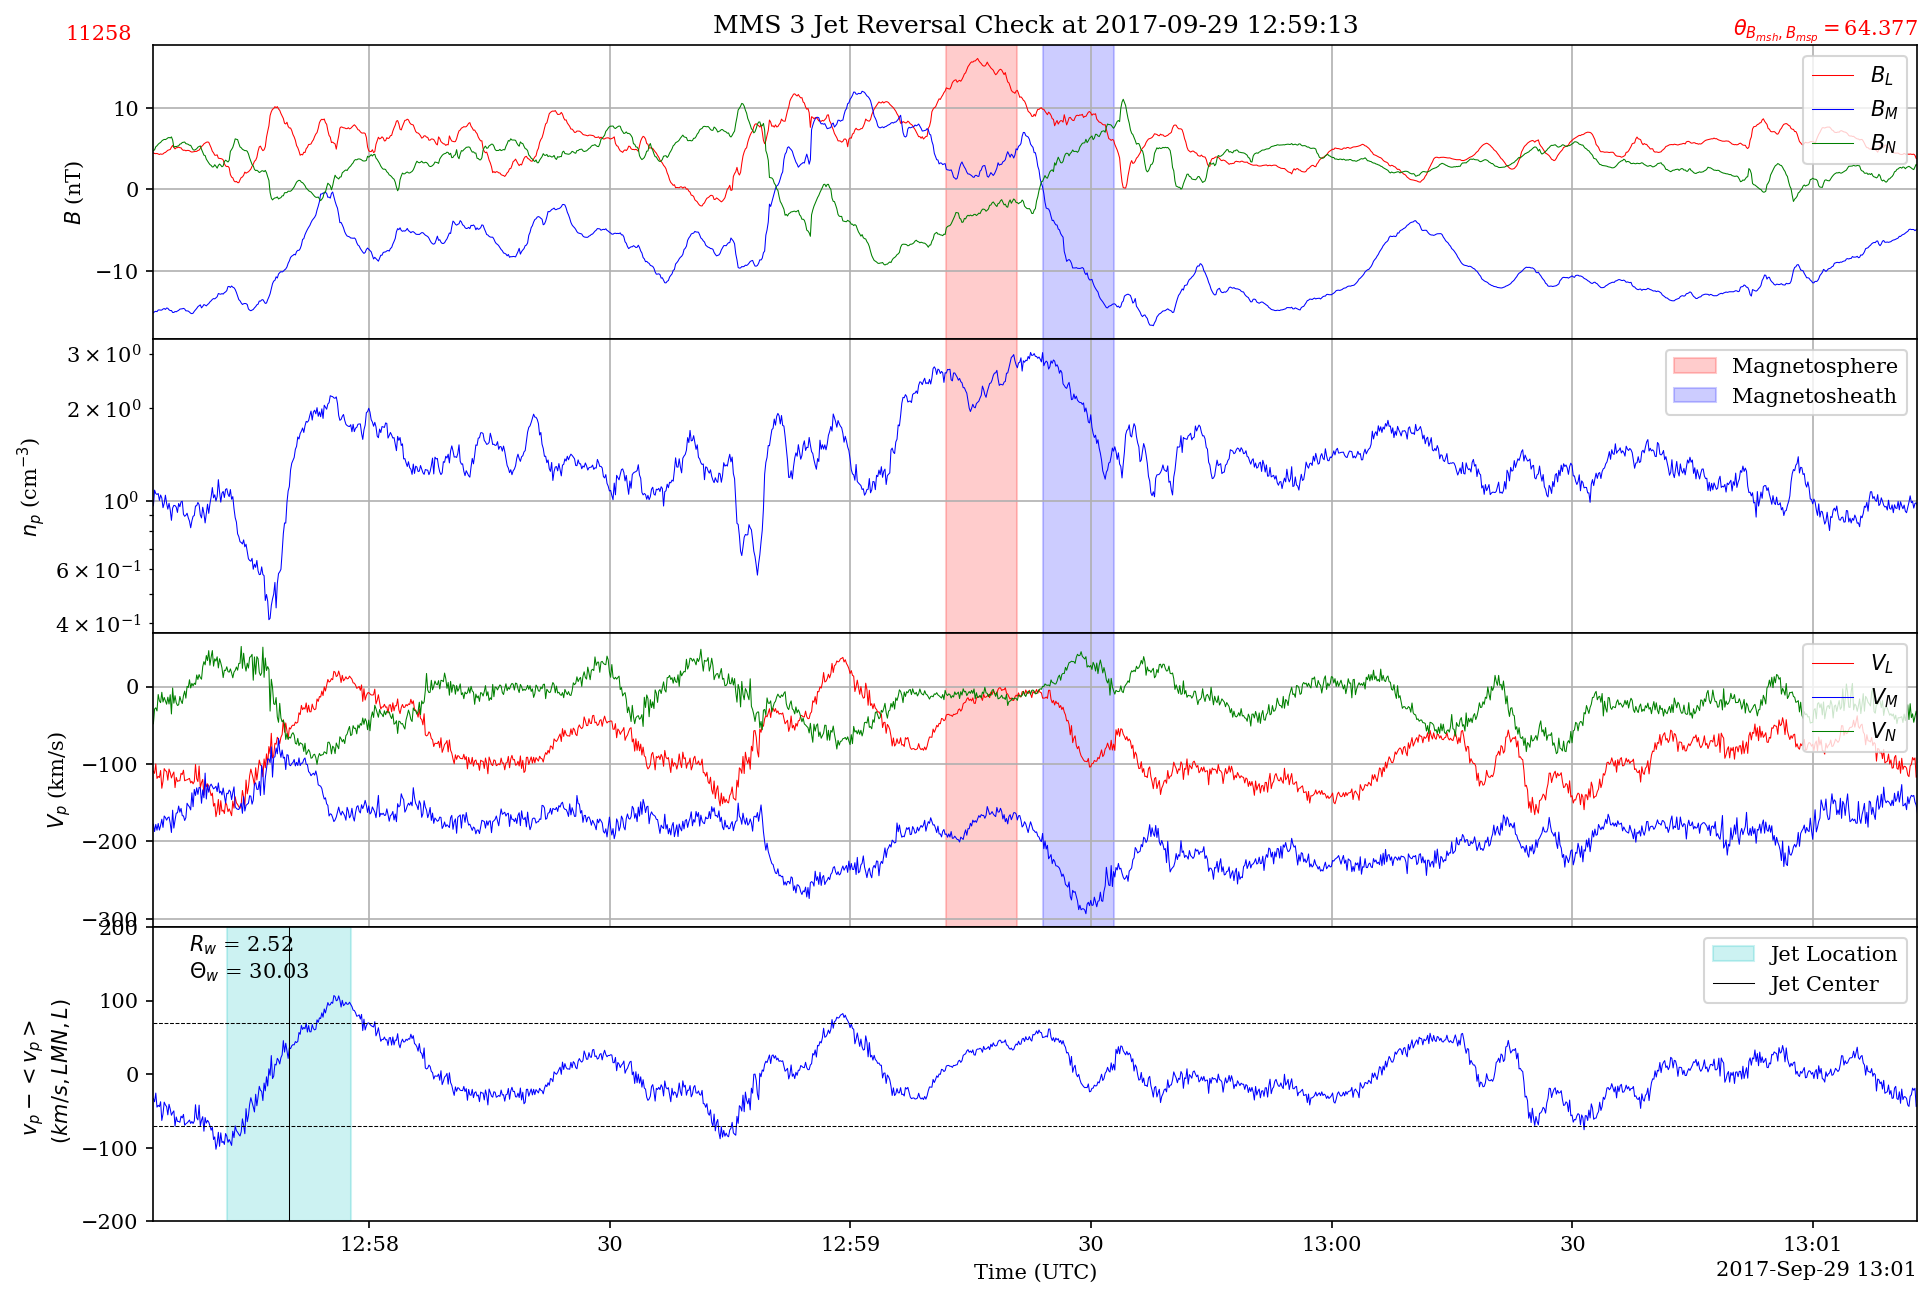 MMS 3 Jet Reversal Check at 2017-09-29 12:59:13
11258
θ_{B_{msh}, B_{msp}} = 64.377
B (nT)
10
0
−10
B_L
B_M
B_N
n_p (cm^{−3})
3 × 10^0
2 × 10^0
10^0
6 × 10^{−1}
4 × 10^{−1}
Magnetosphere
Magnetosheath
V_p (km/s)
0
−100
−200
−300
V_L
V_M
V_N
v_p − < v_p >
(km/s, LMN, L)
200
100
0
−100
−200
R_w = 2.52
Θ_w = 30.03
Jet Location
Jet Center
12:58
30
12:59
30
13:00
30
13:01
Time (UTC)
2017-Sep-29 13:01